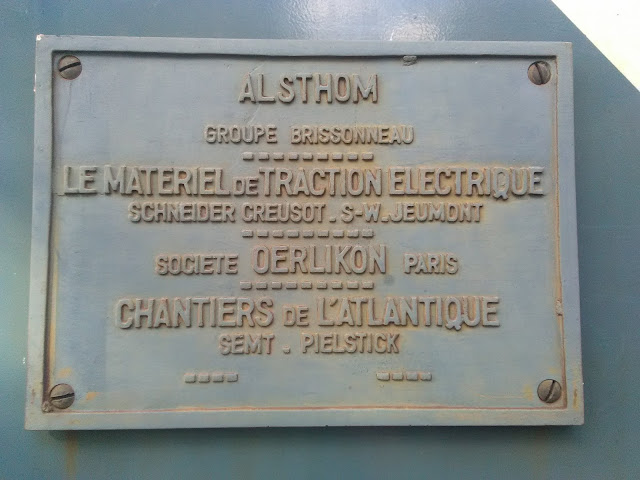 ALSTHOM
GROUPE BRISSONNEAU
LE MATERIEL DE TRACTION ELECTRIQUE
SCHNEIDER CREUSOT. S-W. JEUMONT
SOCIETE OERLIKON PARIS
CHANTIERS DE L'ATLANTIQUE
SEMT. PIELSTICK